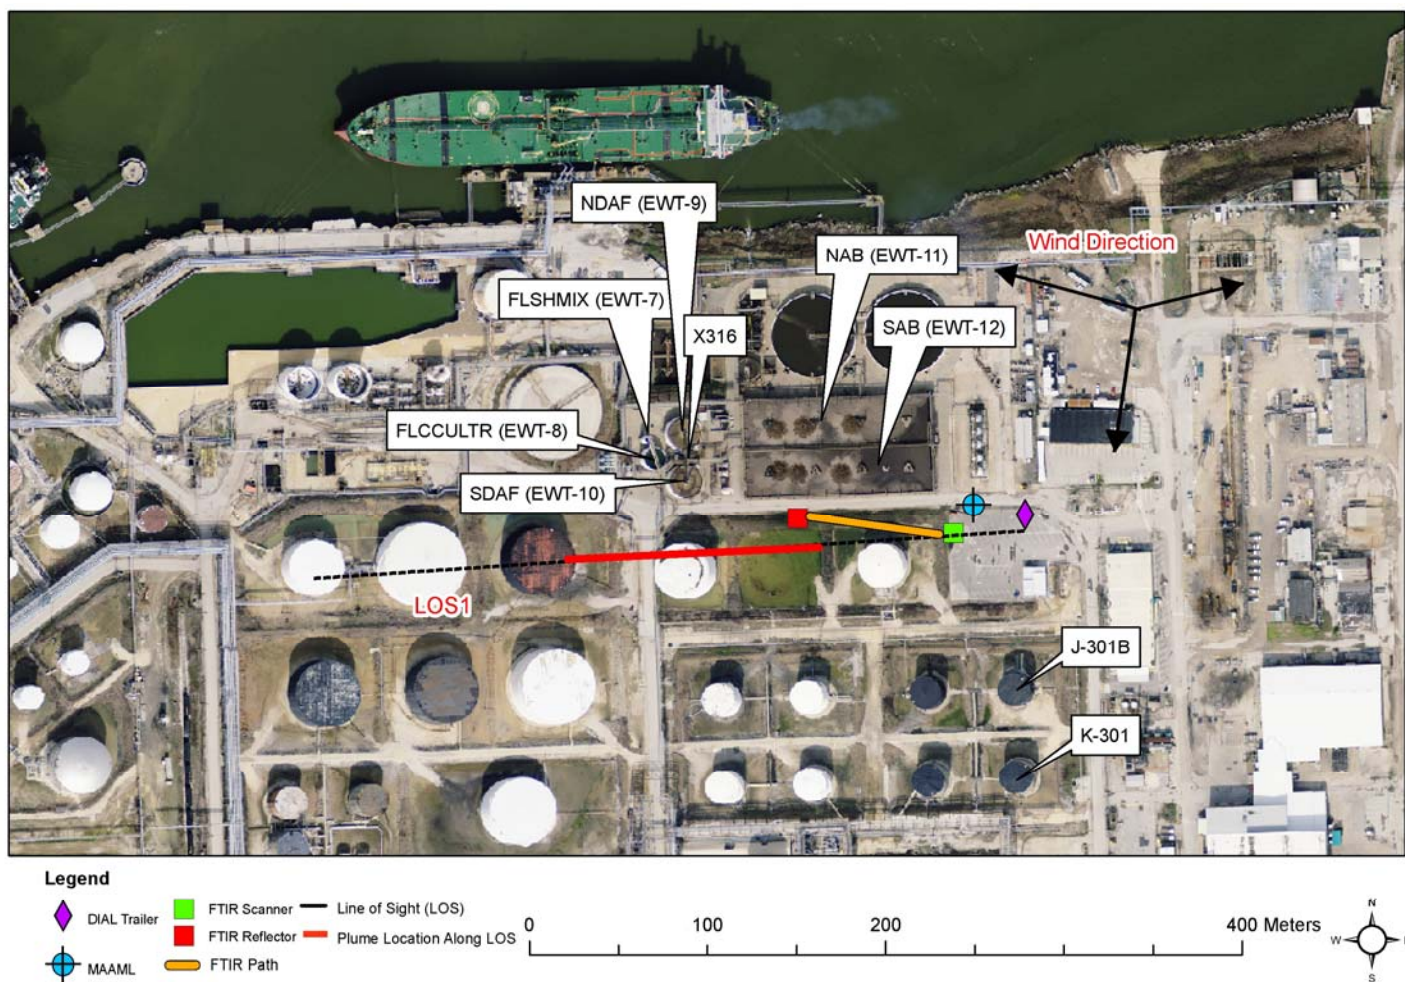 NDAF (EWT-9)
Wind Direction
NAB (EWT-11)
FLSHMIX (EWT-7)
SAB (EWT-12)
X316
FLCCULTR (EWT-8)
SDAF (EWT-10)
LOS1
J-301B
K-301
Legend
DIAL Trailer
MAAML
FTIR Scanner
FTIR Reflector
FTIR Path
Line of Sight (LOS)
Plume Location Along LOS
0 100 200 400 Meters
N
W
S